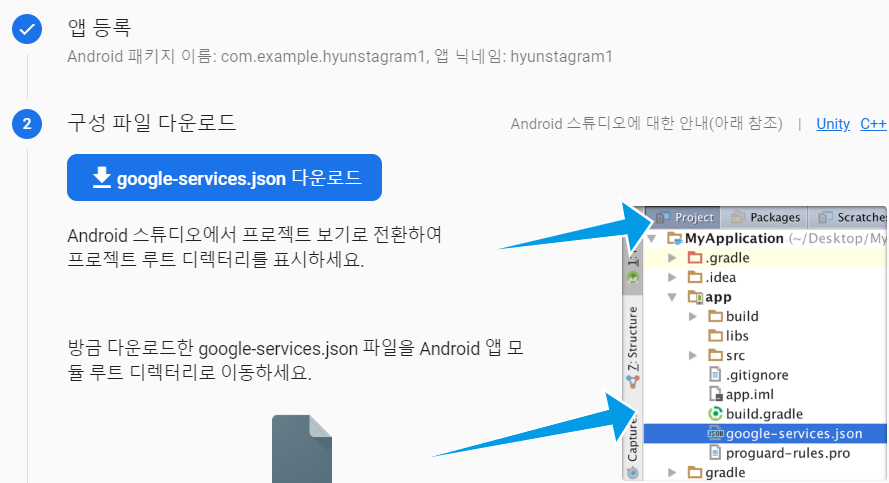 앱 등록
Android 패키지 이름: com.example.hyunstagram1, 앱 닉네임: hyunstagram1
2
구성 파일 다운로드
Android 스튜디오에 대한 안내(아래 참조) | Unity C++
google-services.json 다운로드
Android 스튜디오에서 프로젝트 보기로 전환하여
프로젝트 루트 디렉터리를 표시하세요.
방금 다운로드한 google-services.json 파일을 Android 앱 모
듈 루트 디렉터리로 이동하세요.
Project Packages Scratches
MyApplication (~/Desktop/My
.gradle
.idea
app
build
libs
src
.gitignore
app.iml
build.gradle
google-services.json
proguard-rules.pro
gradle
Z: Structure
Capture